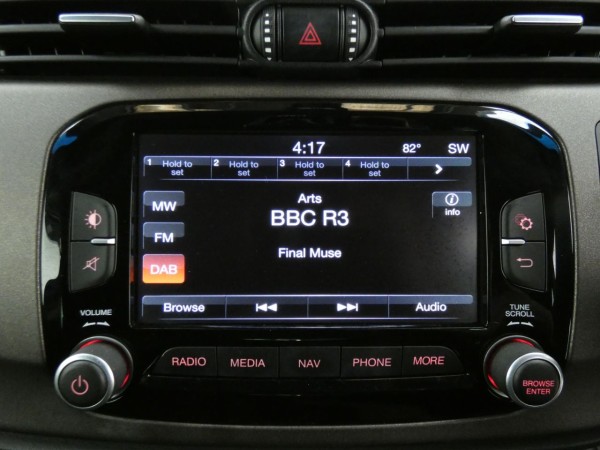 4:17 82° SW
1 Hold to set 2 Hold to set 3 Hold to set 4 Hold to set
Arts
MW
BBC R3
info
FM
Final Muse
DAB
Browse Audio
VOLUME
TUNE
SCROLL
RADIO MEDIA NAV PHONE MORE
BROWSE
ENTER